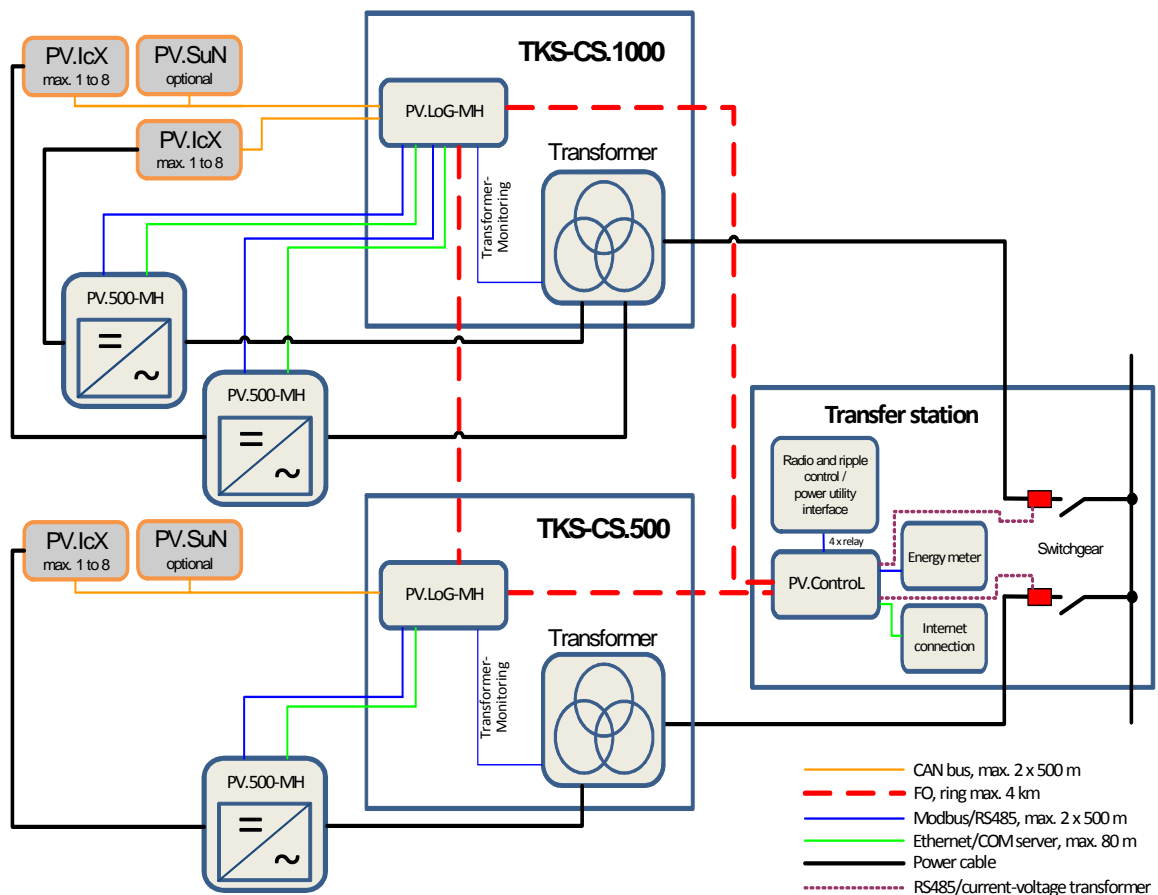 PV.IcX
max. 1 to 8
PV.SuN
optional
PV.IcX
max. 1 to 8
TKS-CS.1000
PV.LoG-MH
Transformer
Transformer-
Monitoring
PV.500-MH
=
~
PV.500-MH
=
~
PV.IcX
max. 1 to 8
PV.SuN
optional
TKS-CS.500
PV.LoG-MH
Transformer
Transformer-
Monitoring
PV.500-MH
=
~
Transfer station
Radio and ripple
control /
power utility
interface
4 x relay
PV.ControL
Energy meter
Internet
connection
Switchgear
CAN bus, max. 2 x 500 m
FO, ring max. 4 km
Modbus/RS485, max. 2 x 500 m
Ethernet/COM server, max. 80 m
Power cable
RS485/current-voltage transformer